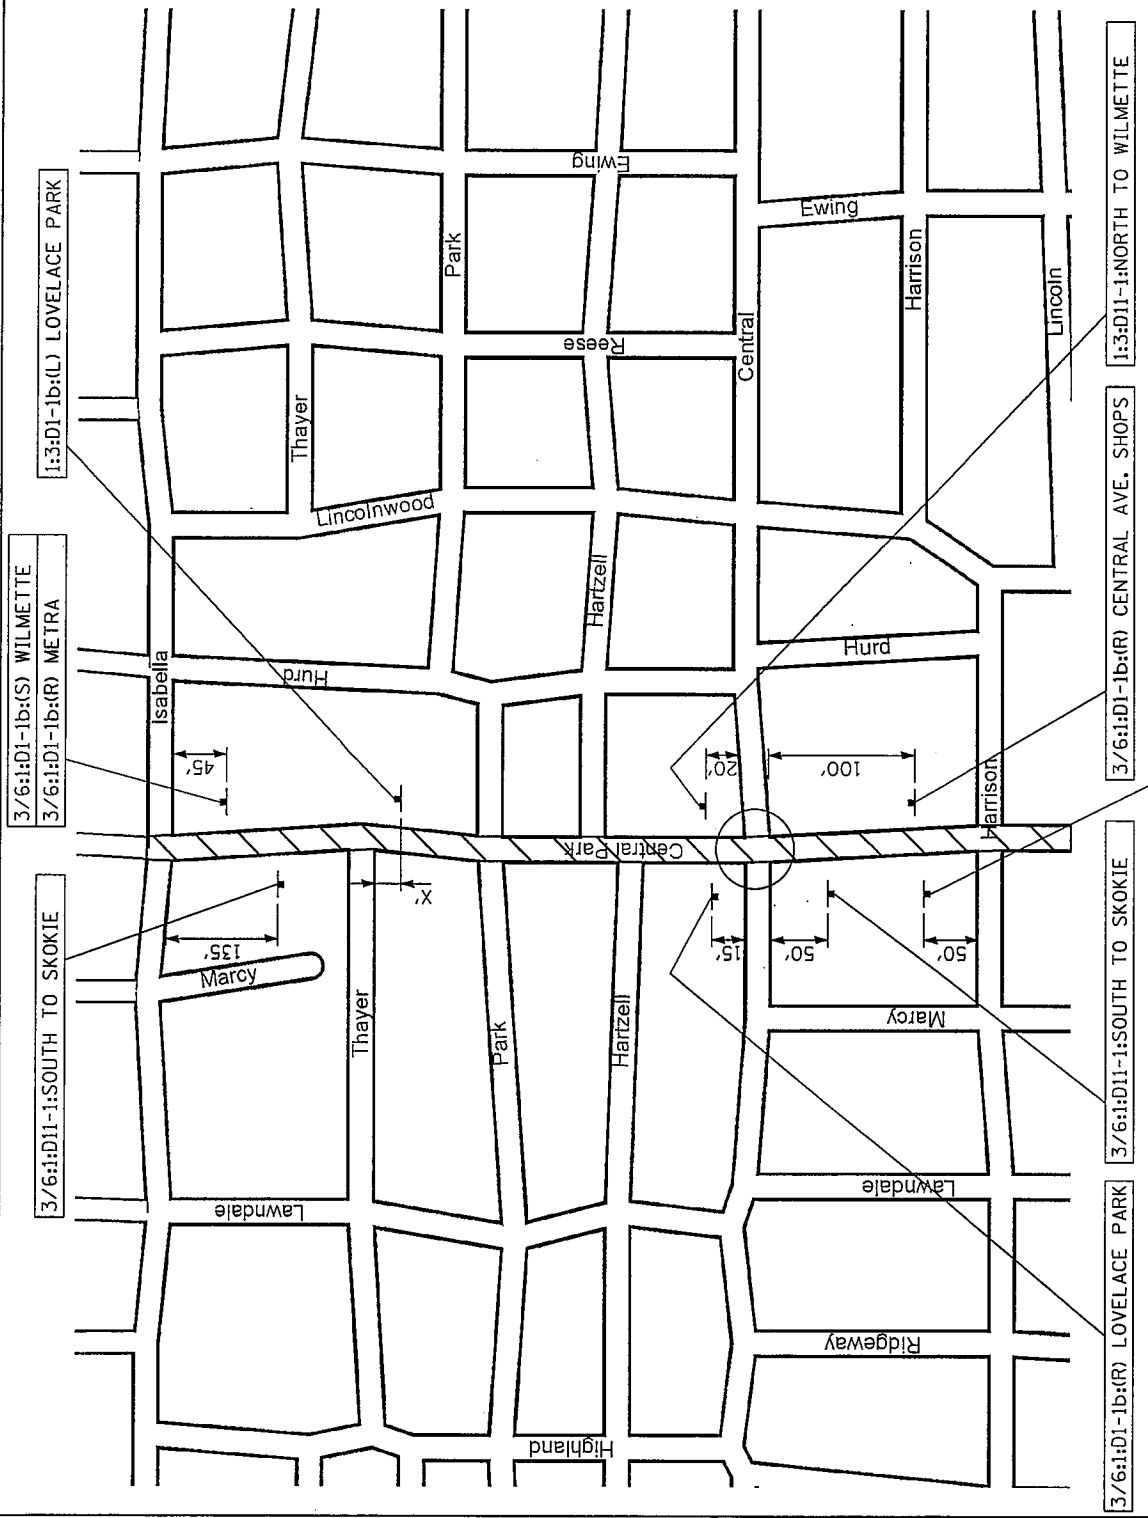 3/6:1:D1-1b:(S) WILMETTE
3/6:1:D1-1b:(R) METRA
1:3:D1-1b:(L) LOVELACE PARK
3/6:1:D11-1:SOUTH TO SKOKIE
Ewing
Park
Reese
Thayer
Lincolnwood
Central
Ewing
Harrison
Lincoln
Hartzell
Hurd
Isabella
Hurd
45'
20'
100'
Harrison
Central Park
X'
135'
Marcy
15'
50'
50'
Thayer
Park
Hartzell
Marcy
Lawndale
Lawndale
Ridgeway
Highland
1:3:D11-1:NORTH TO WILMETTE
3/6:1:D1-1b:(R) CENTRAL AVE. SHOPS
3/6:1:D11-1:SOUTH TO SKOKIE
3/6:1:D1-1b:(R) LOVELACE PARK